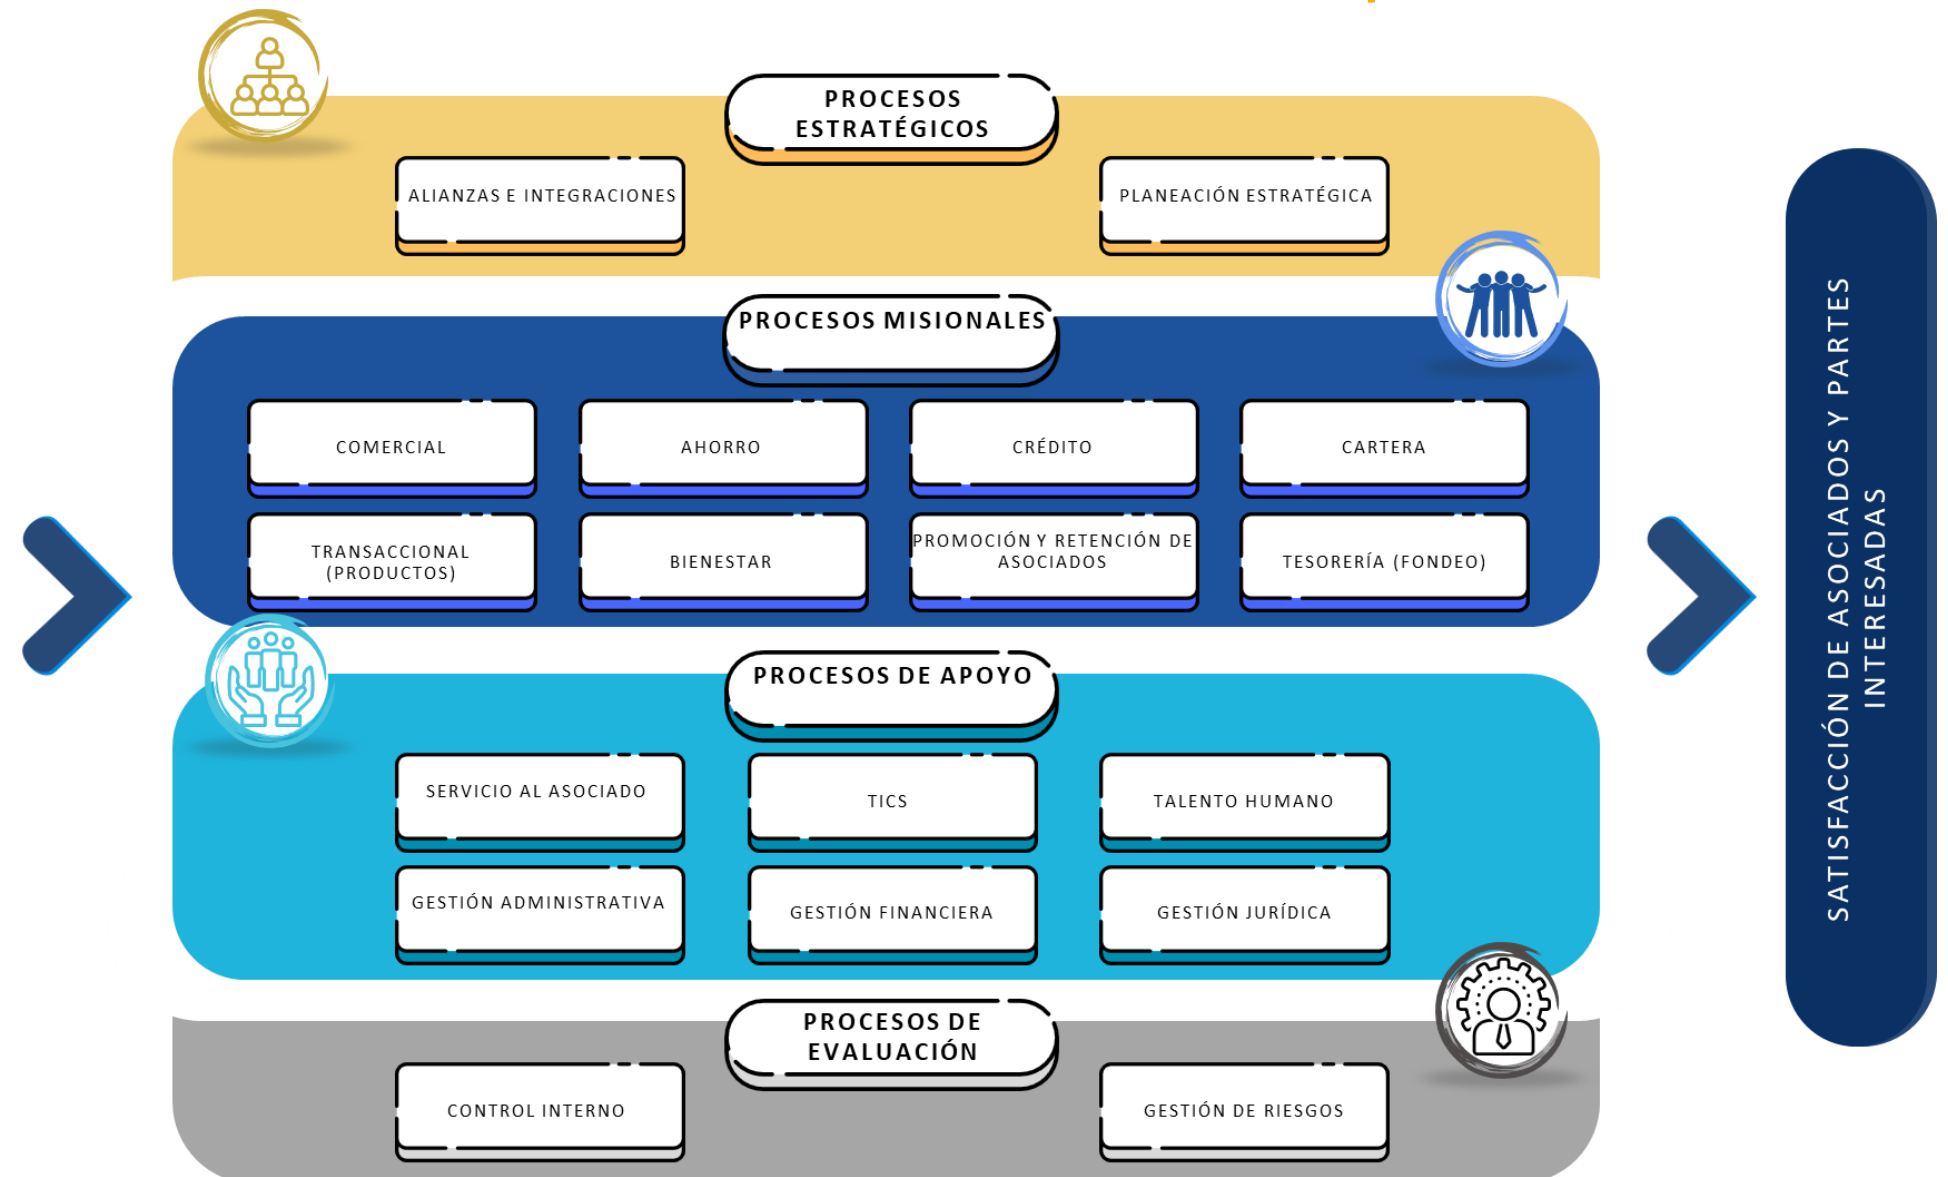 PROCESOS
ESTRATÉGICOS
ALIANZAS E INTEGRACIONES
PLANEACIÓN ESTRATÉGICA
PROCESOS MISIONALES
COMERCIAL
AHORRO
CRÉDITO
CARTERA
TRANSACCIONAL
(PRODUCTOS)
BIENESTAR
PROMOCIÓN Y RETENCIÓN DE
ASOCIADOS
TESORERÍA (FONDEO)
PROCESOS DE APOYO
SERVICIO AL ASOCIADO
TICS
TALENTO HUMANO
GESTIÓN ADMINISTRATIVA
GESTIÓN FINANCIERA
GESTIÓN JURÍDICA
PROCESOS DE
EVALUACIÓN
CONTROL INTERNO
GESTIÓN DE RIESGOS
SATISFACCIÓN DE ASOCIADOS Y PARTES
INTERESADAS